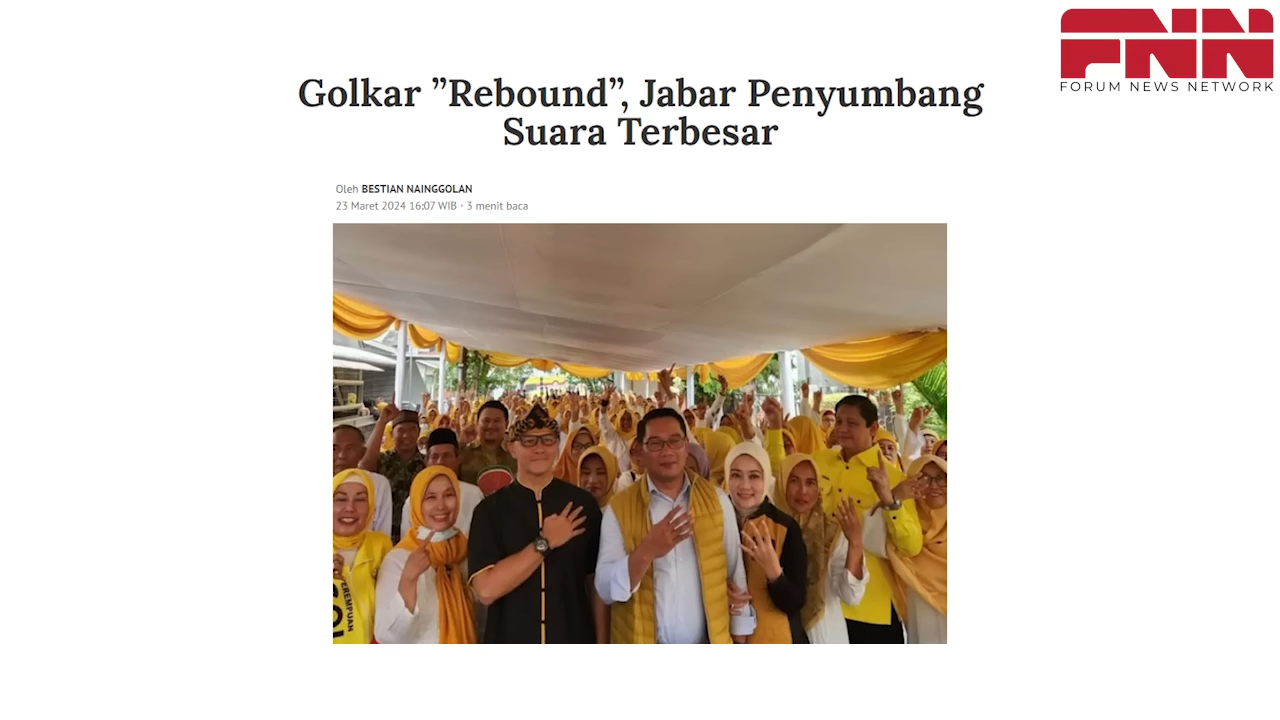 FNN
FORUM NEWS NETWORK
Golkar ”Rebound”, Jabar Penyumbang
Suara Terbesar
Oleh BESTIAN NAINGGOLAN
23 Maret 2024 16:07 WIB · 3 menit baca
EREMPUAN